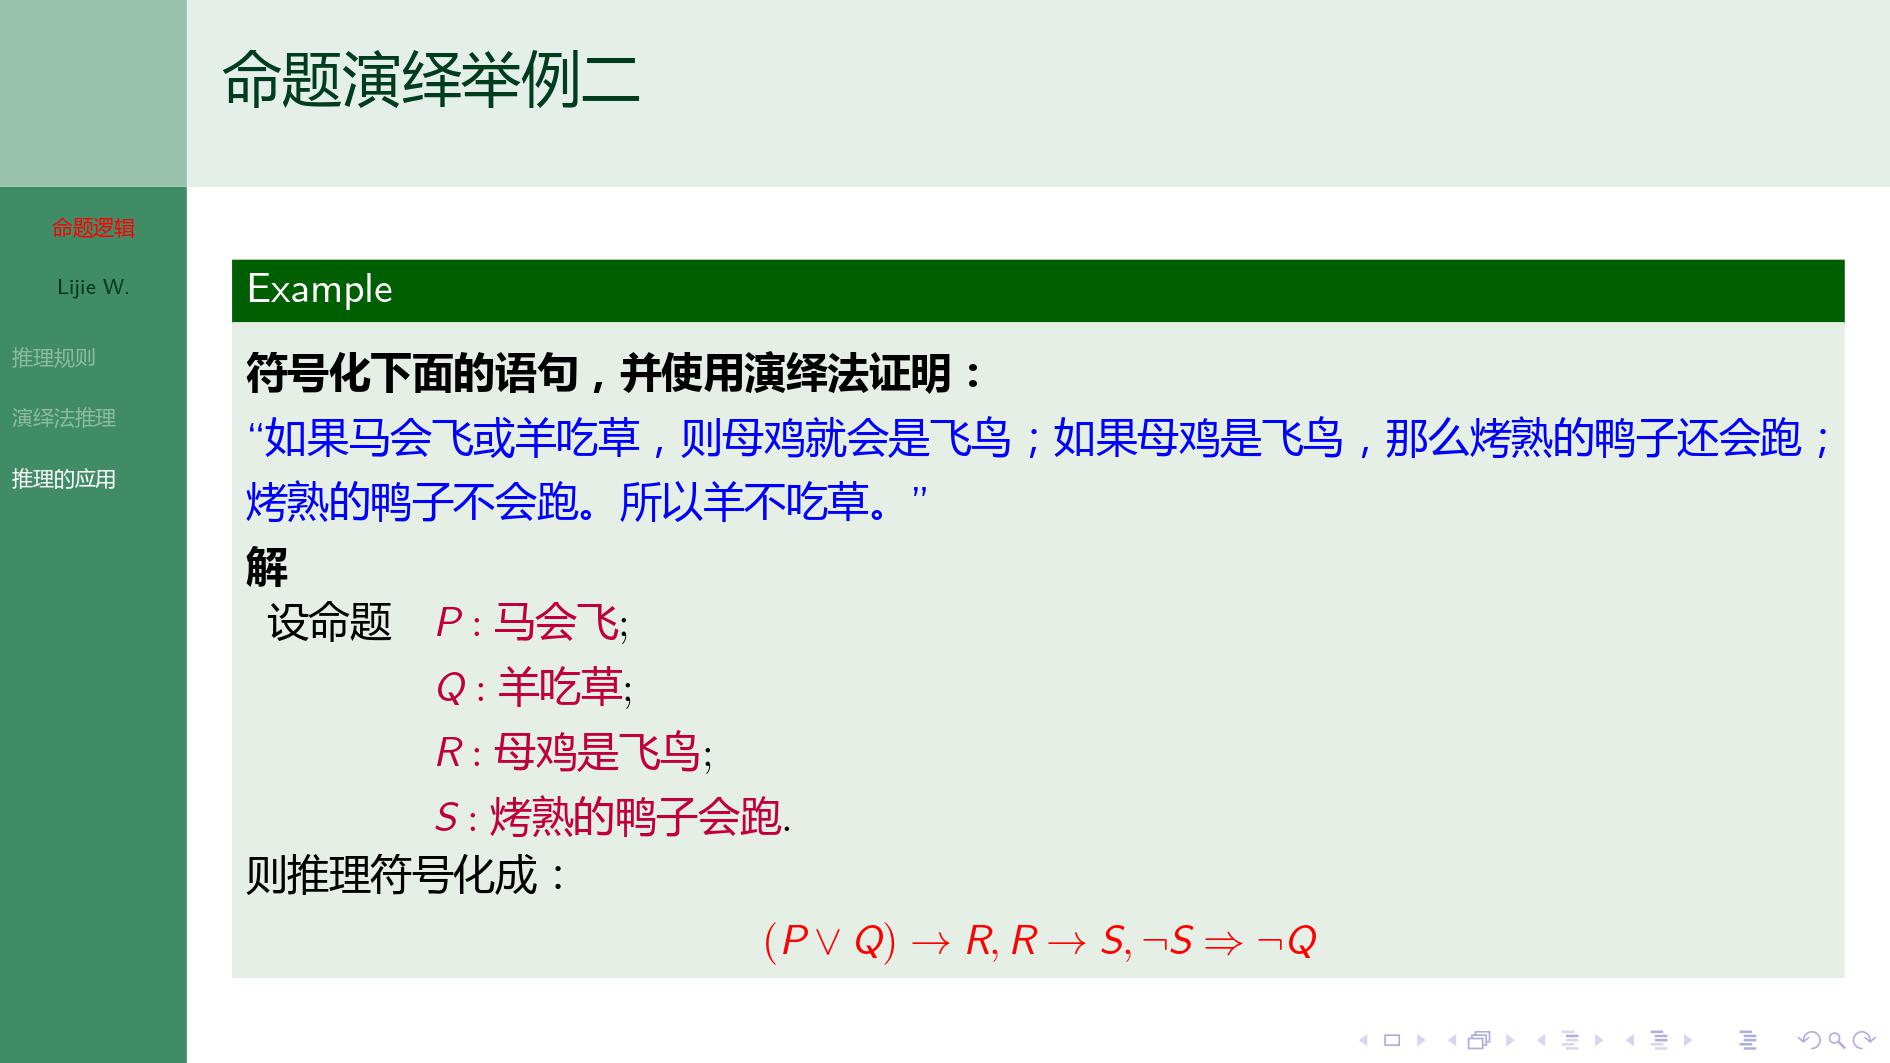 命题演绎举例二
命题逻辑
Lijie W.
推理规则
演绎法推理
推理的应用
Example
符号化下面的语句，并使用演绎法证明：
“如果马会飞或羊吃草，则母鸡就会是飞鸟；如果母鸡是飞鸟，那么烤熟的鸭子还会跑；
烤熟的鸭子不会跑。所以羊不吃草。”
解
设命题 P : 马会飞;
Q : 羊吃草;
R : 母鸡是飞鸟;
S : 烤熟的鸭子会跑.
则推理符号化成：
(P ∨ Q) → R, R → S, ¬S ⇒ ¬Q